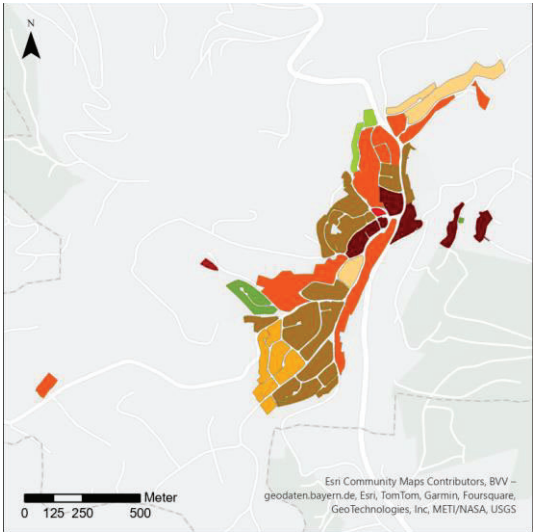 N
Meter
0 125 250 500
Esri Community Maps Contributors, BVV –
geodaten.bayern.de, Esri, TomTom, Garmin, Foursquare,
GeoTechnologies, Inc, METI/NASA, USGS